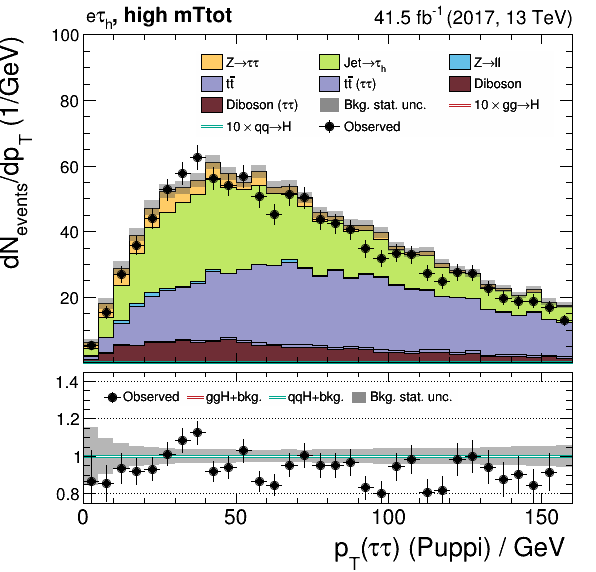 eτh, high mTtot 41.5 fb-1 (2017, 13 TeV)
dNevents/dpT (1/GeV)
100
80
60
40
20
Z→ττ Jet→τh Z→ll
tt̄ tt̄ (ττ) Diboson
Diboson (ττ) Bkg. stat. unc. 10 × gg→H
10 × qq→H Observed
1.4
1.2
1
0.8
Observed ggH+bkg. qqH+bkg. Bkg. stat. unc.
0 50 100 150
pT(ττ) (Puppi) / GeV